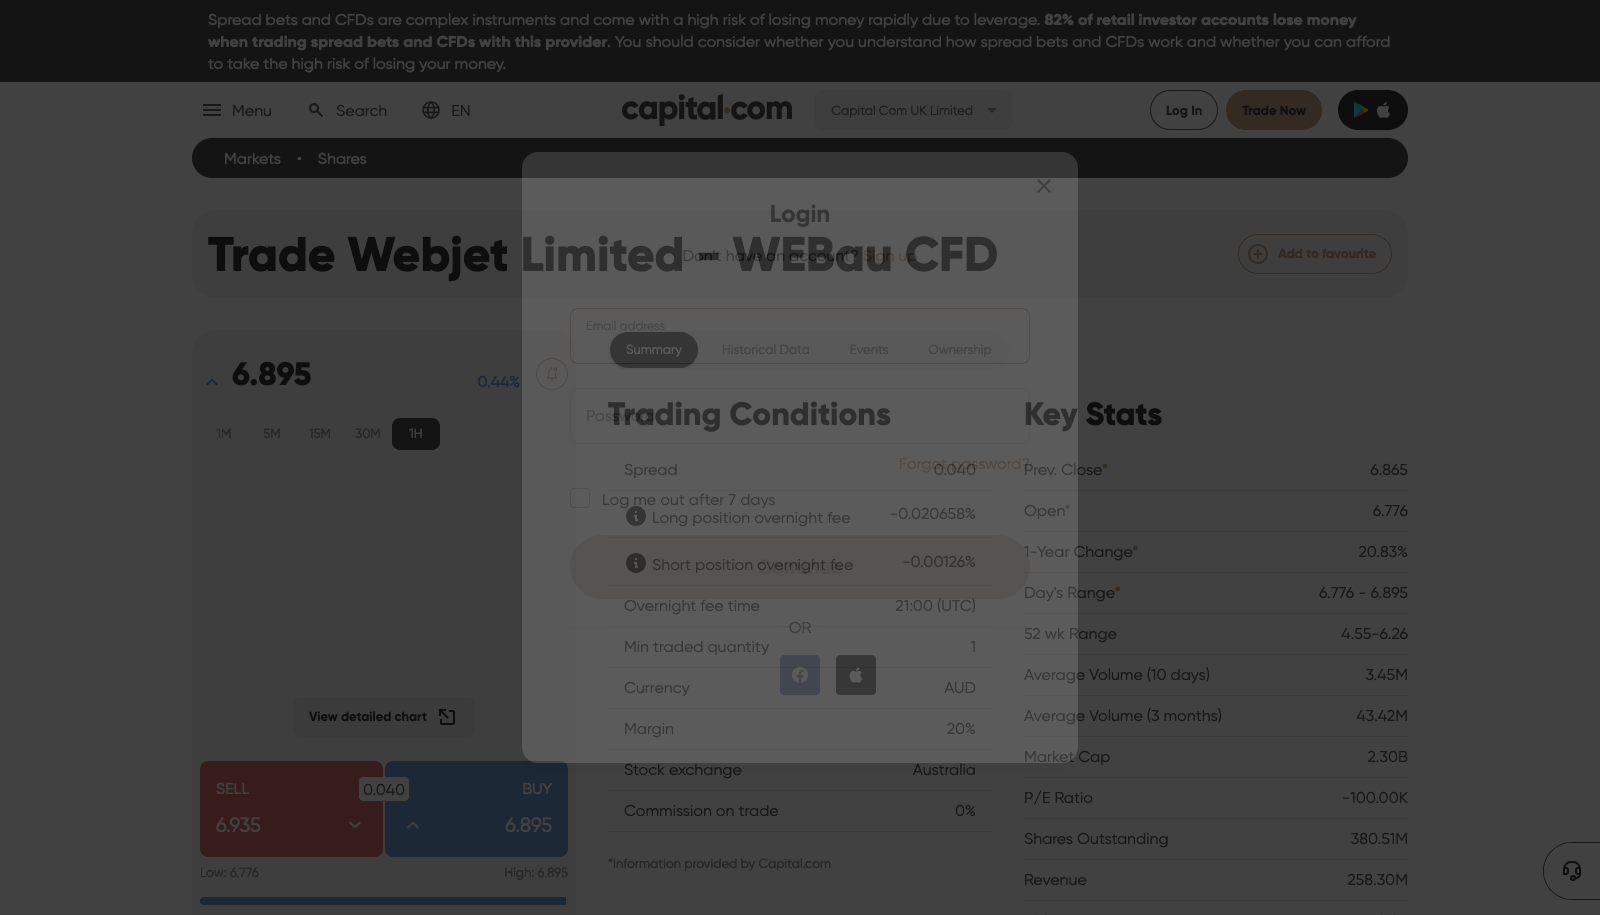 Spread bets and CFDs are complex instruments and come with a high risk of losing money rapidly due to leverage. 82% of retail investor accounts lose money
when trading spread bets and CFDs with this provider. You should consider whether you understand how spread bets and CFDs work and whether you can afford
to take the high risk of losing your money.
Menu
Search
EN
capital.com
Capital Com UK Limited
Log In
Trade Now
Markets • Shares
Login
Trade Webjet Limited - WEBau CFD
Don't have an account? Sign up
Add to favourite
Email address
Summary
Historical Data
Events
Ownership
6.895
0.44%
1M
5M
15M
30M
1H
Password
Trading Conditions
Forgot password?
Spread 0.040
Log me out after 7 days
Long position overnight fee -0.020658%
Short position overnight fee -0.00126%
Overnight fee time 21:00 (UTC)
OR
Min traded quantity 1
Currency AUD
Margin 20%
Stock exchange Australia
Commission on trade 0%
*Information provided by Capital.com
Key Stats
Prev. Close* 6.865
Open* 6.776
1-Year Change* 20.83%
Day's Range* 6.776 - 6.895
52 wk Range 4.55-6.26
Average Volume (10 days) 3.45M
Average Volume (3 months) 43.42M
Market Cap 2.30B
P/E Ratio -100.00K
Shares Outstanding 380.51M
Revenue 258.30M
View detailed chart
SELL
0.040
BUY
6.935
6.895
Low: 6.776
High: 6.895